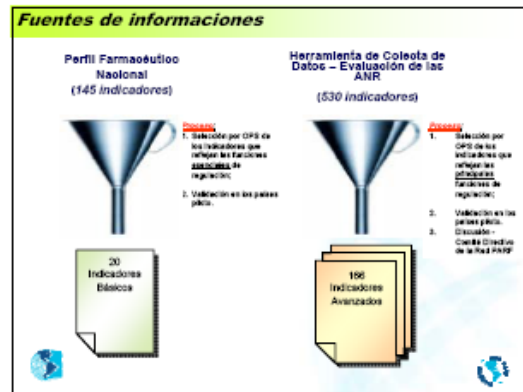 Fuentes de informaciones
Perfil Farmacéutico
Nacional
(145 indicadores)
Proceso:
1. Selección por OPS de
los indicadores que
reflejan las funciones
esenciales de
regulación;
2. Validación en los países
piloto.
20
Indicadores
Básicos
Herramienta de Colecta de
Datos – Evaluación de las
ANR
(530 indicadores)
Proceso:
1. Selección por
OPS de los
indicadores que
reflejan las
principales
funciones de
regulación;
2. Validación en los
países piloto.
3. Discusión -
Comité Directivo
de la Red PARF
166
Indicadores
Avanzados